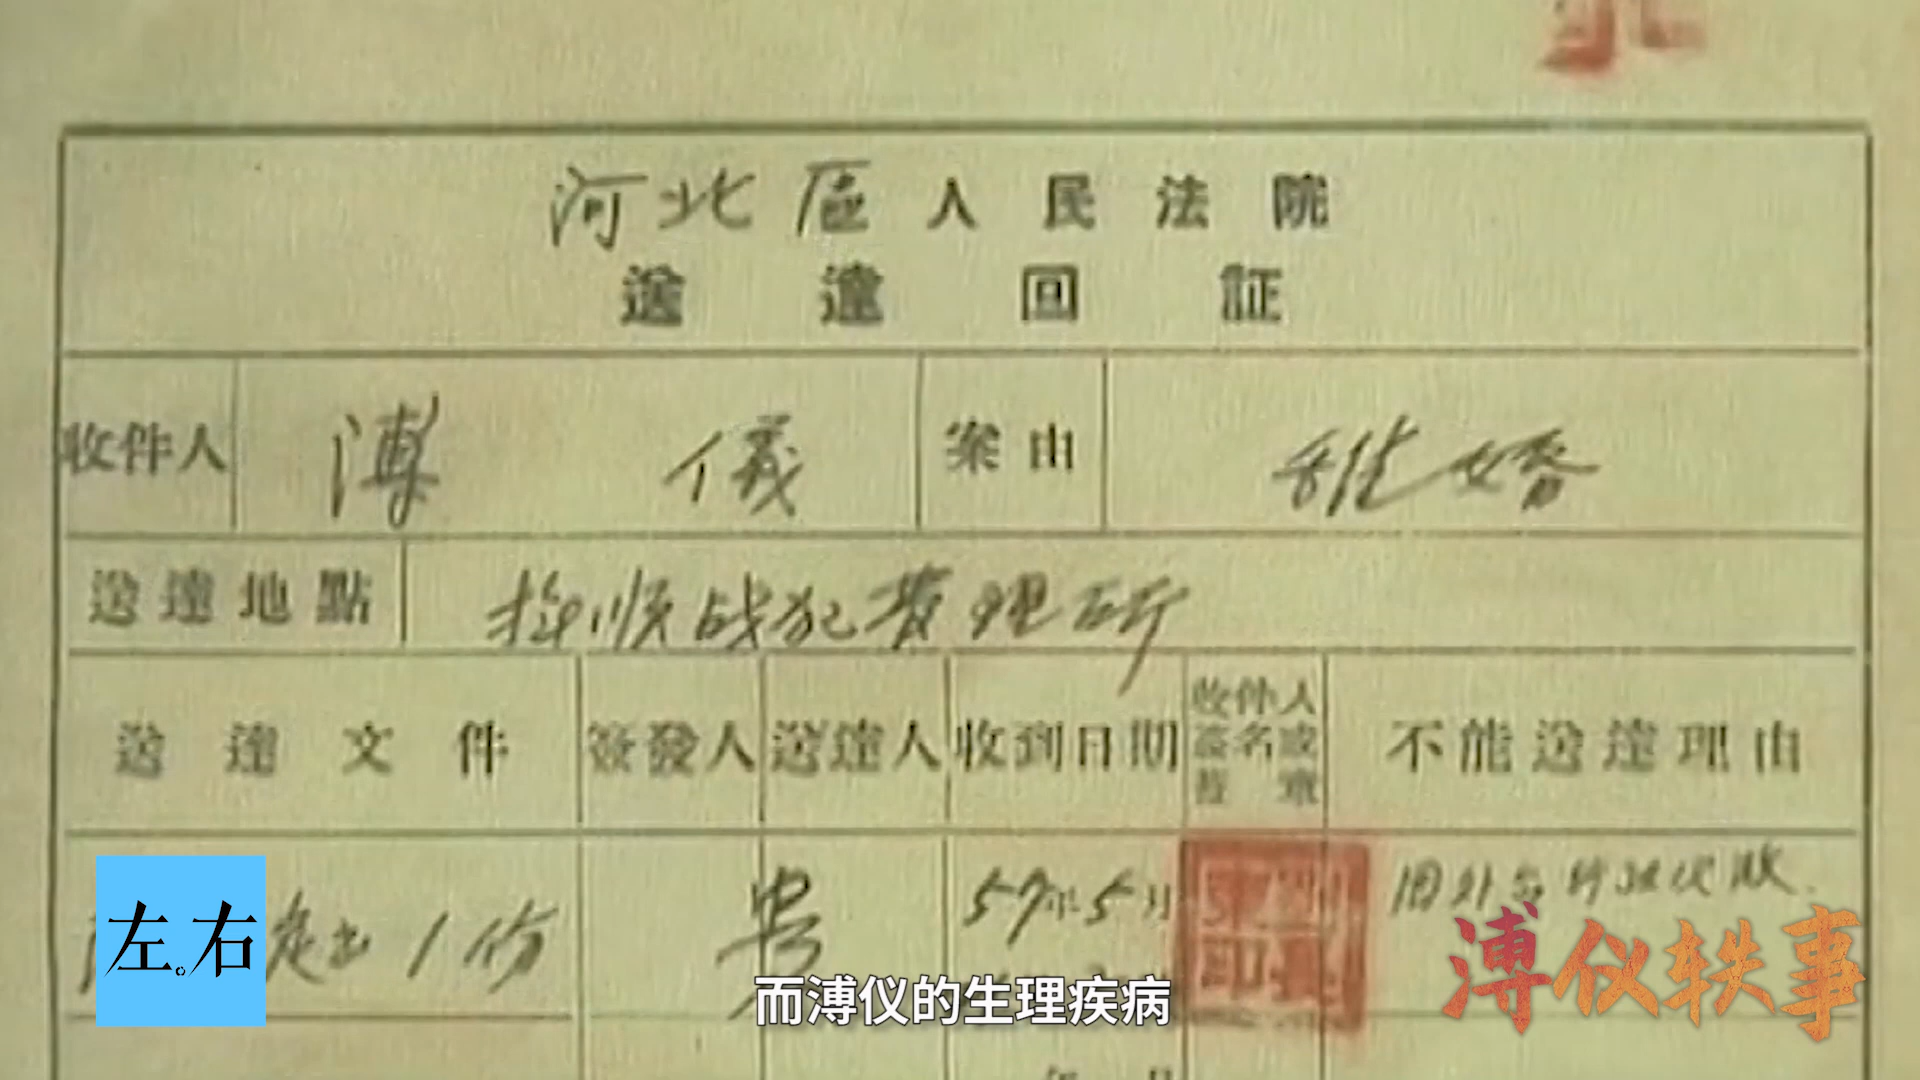 河北區人民法院
送達回証
收件人 溥儀 案由 離婚
送達地點 抚順战犯管理所
送達文件 簽發人 送達人 收到日期 收件人簽名或蓋章 不能送達理由
1份 57年5月
年 月
左。右
而溥仪的生理疾病
溥仪轶事